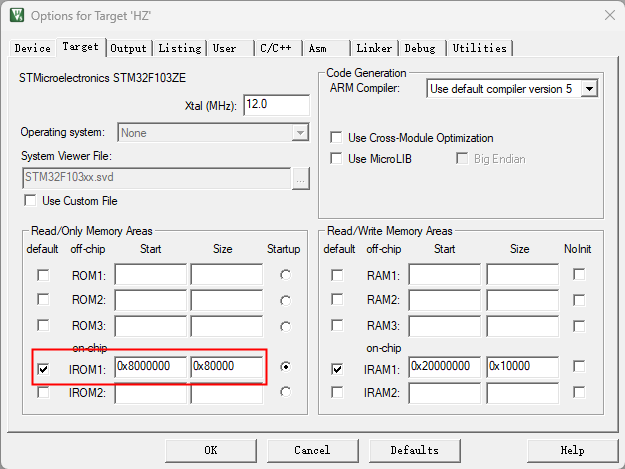 Options for Target 'HZ'
Device Target Output Listing User C/C++ Asm Linker Debug Utilities
STMicroelectronics STM32F103ZE
Xtal (MHz): 12.0
Operating system: None
System Viewer File:
STM32F103xx.svd ...
Use Custom File
Code Generation
ARM Compiler: Use default compiler version 5
Use Cross-Module Optimization
Use MicroLIB Big Endian
Read/Only Memory Areas
default off-chip Start Size Startup
ROM1:
ROM2:
ROM3:
on-chip
IROM1: 0x8000000 0x80000
IROM2:
Read/Write Memory Areas
default off-chip Start Size NoInit
RAM1:
RAM2:
RAM3:
on-chip
IRAM1: 0x20000000 0x10000
IRAM2:
OK Cancel Defaults Help